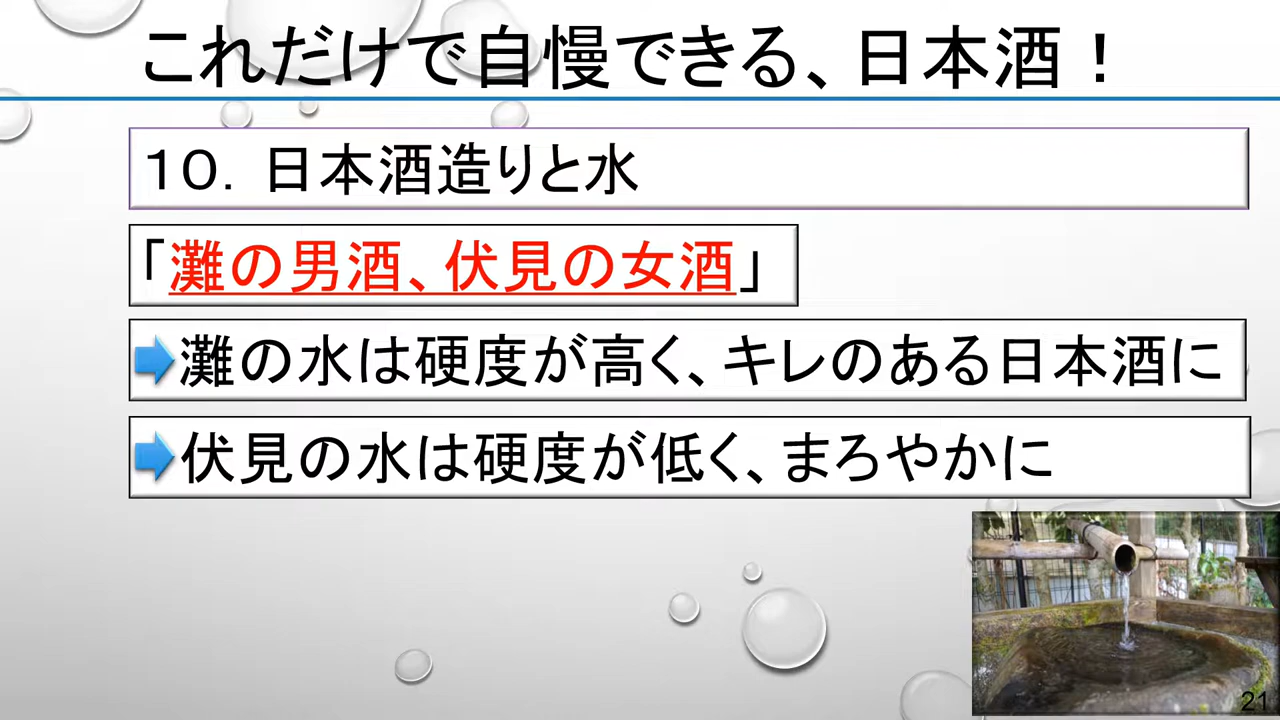 これだけで自慢できる、日本酒！
１０．日本酒造りと水
「灘の男酒、伏見の女酒」
灘の水は硬度が高く、キレのある日本酒に
伏見の水は硬度が低く、まろやかに
21